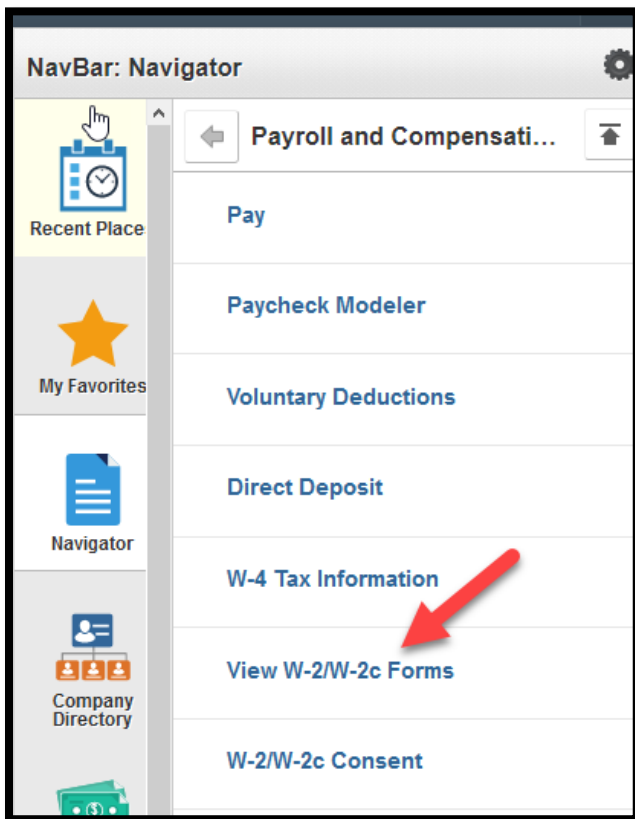 NavBar: Navigator
Recent Place
My Favorites
Navigator
Company
Directory
Payroll and Compensati...
Pay
Paycheck Modeler
Voluntary Deductions
Direct Deposit
W-4 Tax Information
View W-2/W-2c Forms
W-2/W-2c Consent